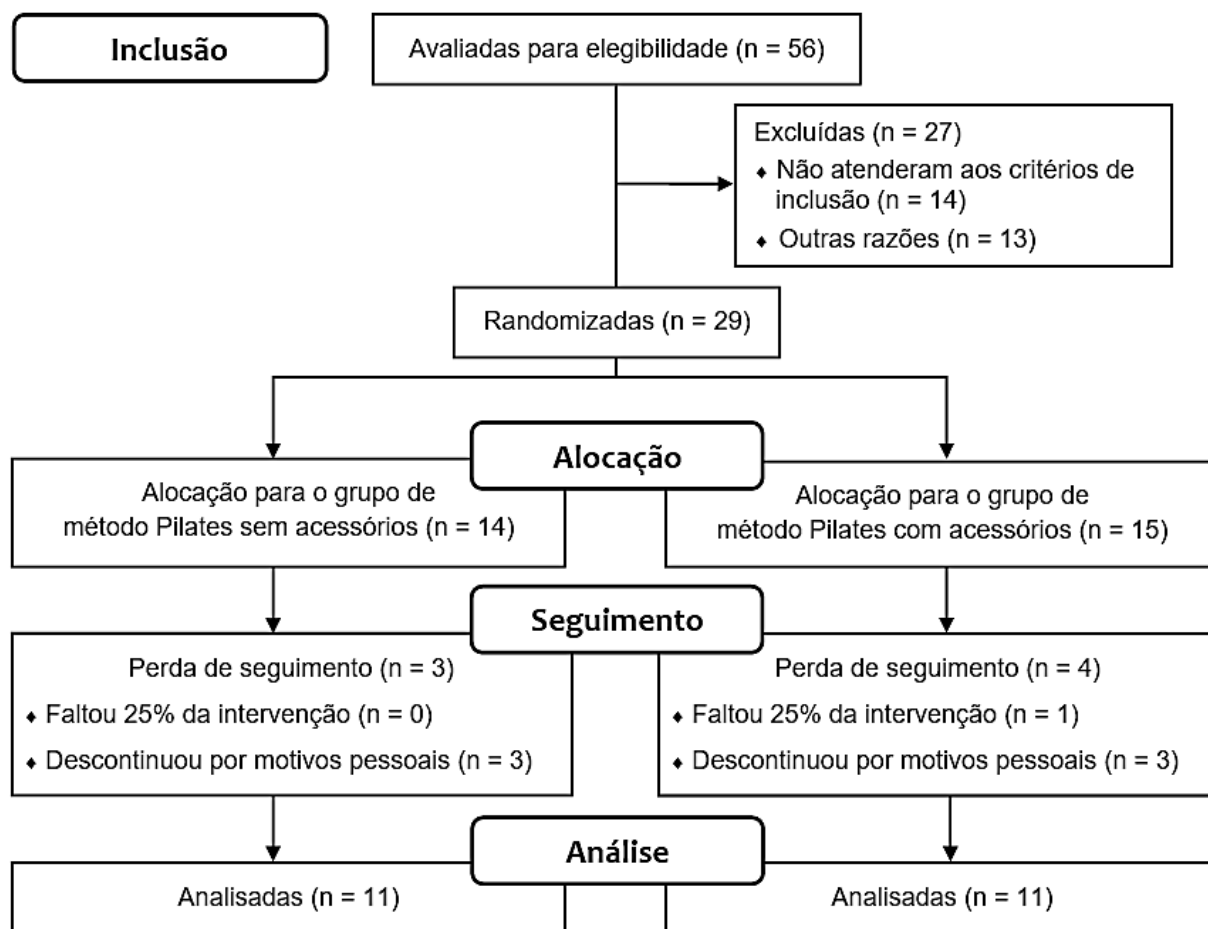 Inclusão
Avaliadas para elegibilidade (n = 56)
Excluídas (n = 27)
♦ Não atenderam aos critérios de
inclusão (n = 14)
♦ Outras razões (n = 13)
Randomizadas (n = 29)
Alocação
Alocação para o grupo de
método Pilates sem acessórios (n = 14)
Alocação para o grupo de
método Pilates com acessórios (n = 15)
Seguimento
Perda de seguimento (n = 3)
♦ Faltou 25% da intervenção (n = 0)
♦ Descontinuou por motivos pessoais (n = 3)
Perda de seguimento (n = 4)
♦ Faltou 25% da intervenção (n = 1)
♦ Descontinuou por motivos pessoais (n = 3)
Análise
Analisadas (n = 11)
Analisadas (n = 11)